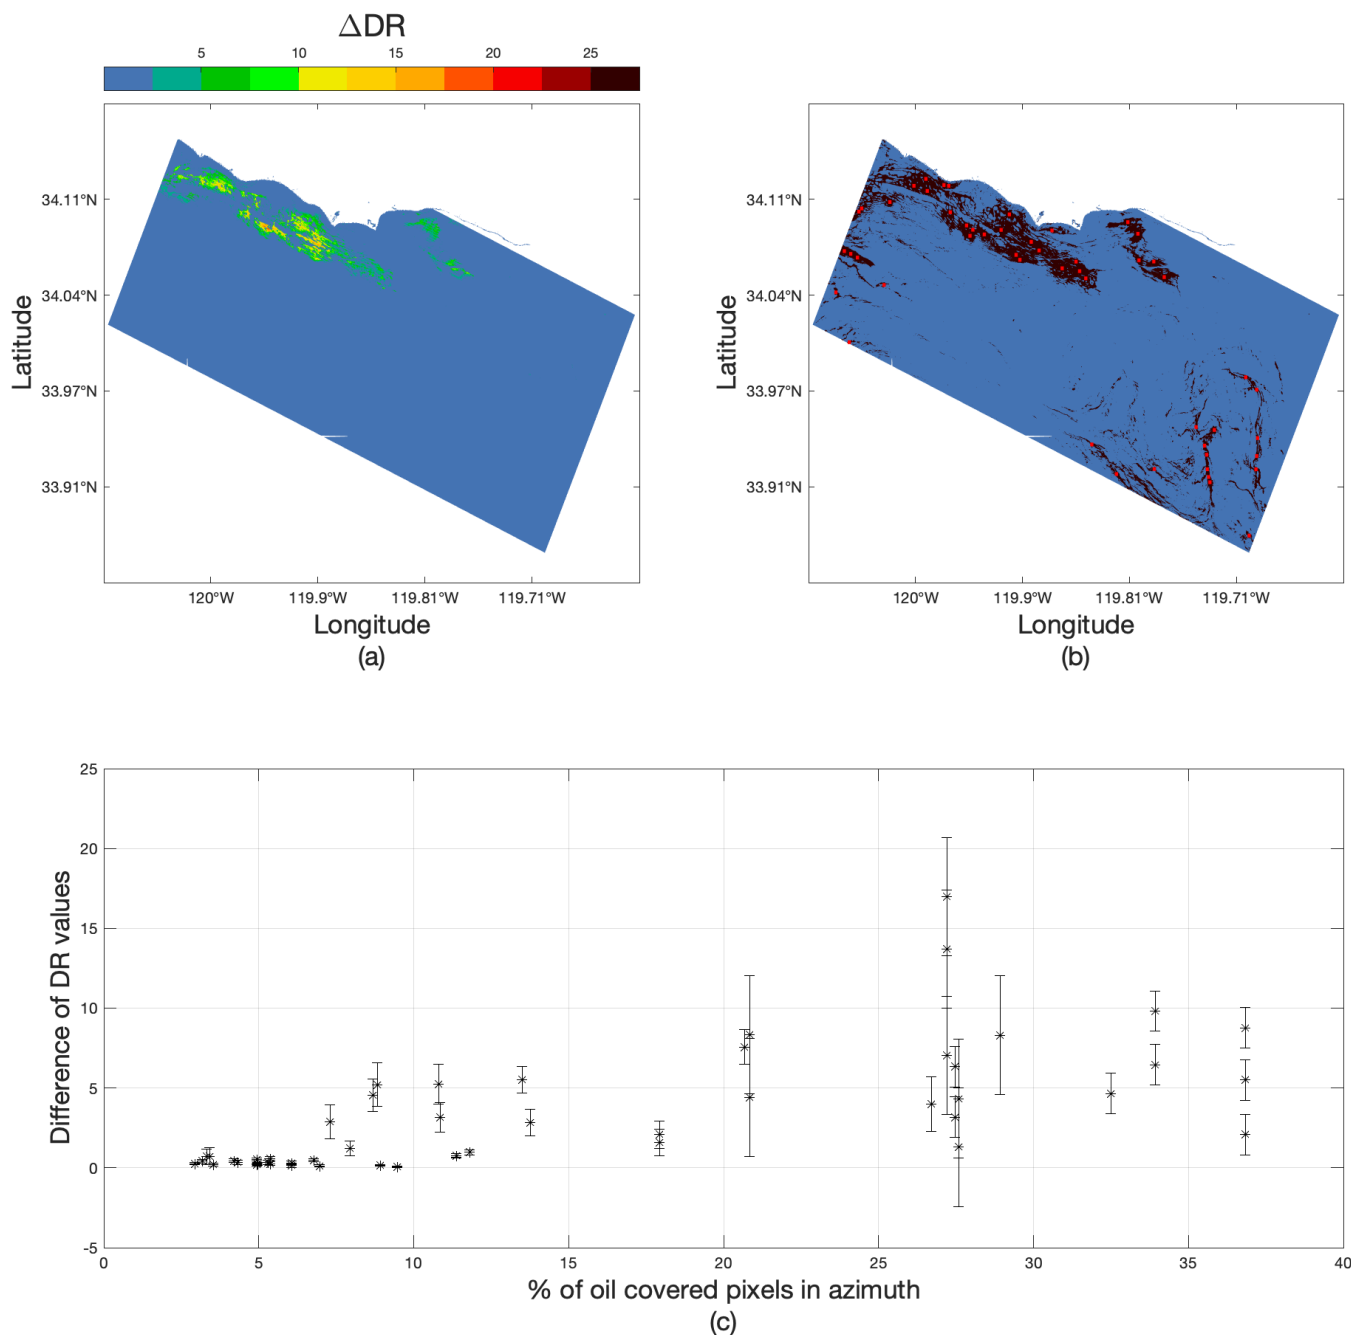 ΔDR
5 10 15 20 25
34.11°N
34.04°N
33.97°N
33.91°N
Latitude
120°W 119.9°W 119.81°W 119.71°W
Longitude
(a)
34.11°N
34.04°N
33.97°N
33.91°N
Latitude
120°W 119.9°W 119.81°W 119.71°W
Longitude
(b)
25
20
15
10
5
0
-5
Difference of DR values
0 5 10 15 20 25 30 35 40
% of oil covered pixels in azimuth
(c)